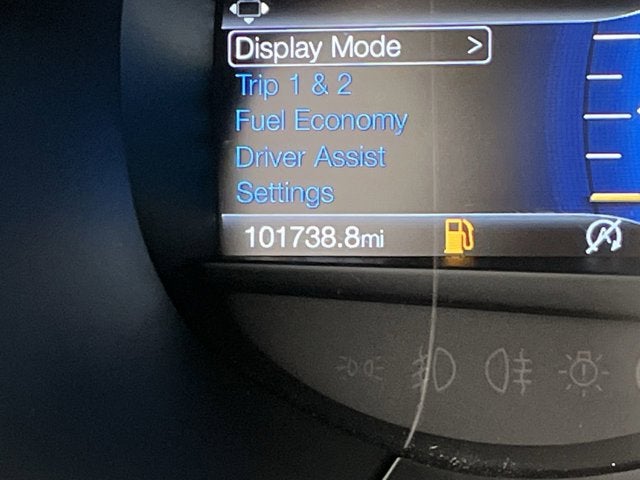 Display Mode >
Trip 1 & 2
Fuel Economy
Driver Assist
Settings
101738.8mi